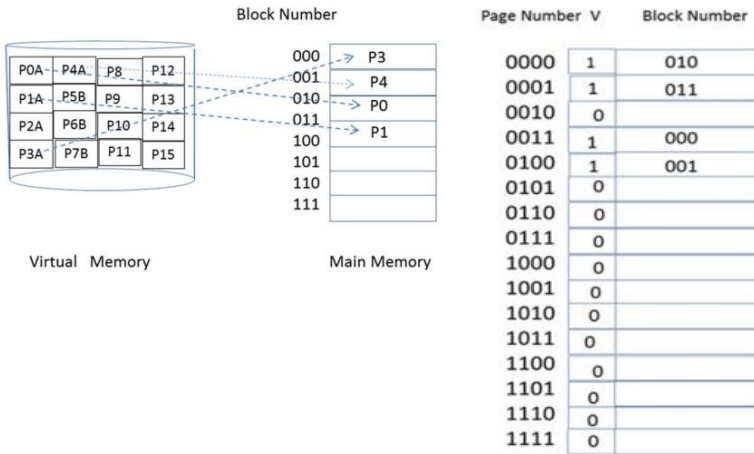 Block Number
P0A P4A P8 P12
P1A P5B P9 P13
P2A P6B P10 P14
P3A P7B P11 P15
Virtual Memory
000 P3
001 P4
010 P0
011 P1
100
101
110
111
Main Memory
Page Number V Block Number
0000 1 010
0001 1 011
0010 0
0011 1 000
0100 1 001
0101 0
0110 0
0111 0
1000 0
1001 0
1010 0
1011 0
1100 0
1101 0
1110 0
1111 0